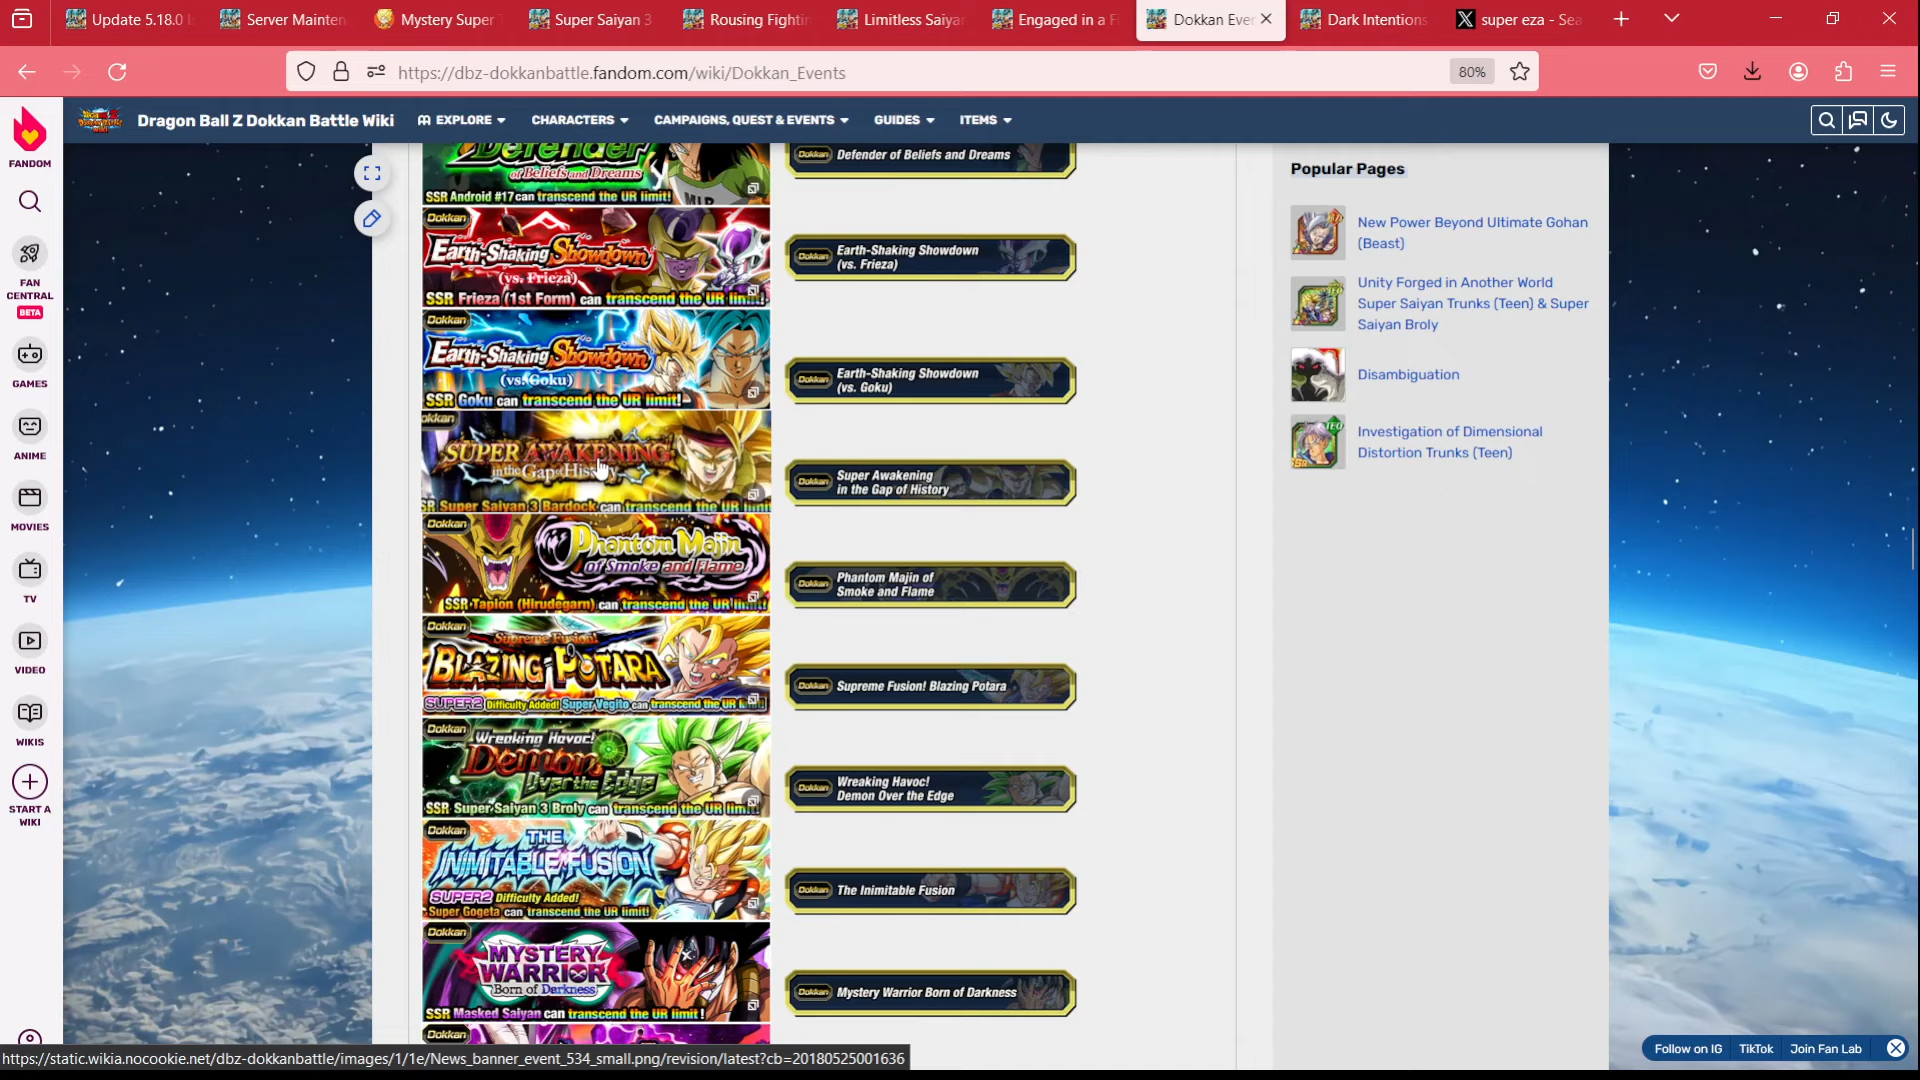 Update 5.18.0
Server Mainten
Mystery Super
Super Saiyan 3
Rousing Fightin
Limitless Saiya
Engaged in a F
Dokkan Ever
Dark Intentions
super eza - Sea
https://dbz-dokkanbattle.fandom.com/wiki/Dokkan_Events
80%
Dragon Ball Z Dokkan Battle Wiki
EXPLORE
CHARACTERS
CAMPAIGNS, QUEST & EVENTS
GUIDES
ITEMS
FANDOM
FAN
CENTRAL
BETA
GAMES
ANIME
MOVIES
TV
VIDEO
WIKIS
START A
WIKI
Defender
of Beliefs and Dreams
SSR Android #17 can transcend the UR limit!
Dokkan
Defender of Beliefs and Dreams
Dokkan
Earth-Shaking Showdown
(vs. Frieza)
SSR Frieza (1st Form) can transcend the UR limit!
Dokkan
Earth-Shaking Showdown
(vs. Frieza)
Dokkan
Earth-Shaking Showdown
(vs. Goku)
SSR Goku can transcend the UR limit!
Dokkan
Earth-Shaking Showdown
(vs. Goku)
okkan
SUPER AWAKENING
in the Gap of History
SR Super Saiyan 3 Bardock can transcend the UR limit
Dokkan
Super Awakening
in the Gap of History
Dokkan
Phantom Majin
of Smoke and Flame
SSR Tapion (Hirudegarn) can transcend the UR limit!
Dokkan
Phantom Majin of
Smoke and Flame
Dokkan
Supreme Fusion!
BLAZING POTARA
SUPER2 Difficulty Added! Super Vegito can transcend the UR limit!
Dokkan
Supreme Fusion! Blazing Potara
Dokkan
Wreaking Havoc!
Demon
Over the Edge
SSR Super Saiyan 3 Broly can transcend the UR limit!
Dokkan
Wreaking Havoc!
Demon Over the Edge
Dokkan
THE
INIMITABLE FUSION
SUPER2 Difficulty Added!
Super Gogeta can transcend the UR limit!
Dokkan
The Inimitable Fusion
Dokkan
MYSTERY
WARRIOR
Born of Darkness
SSR Masked Saiyan can transcend the UR limit !
Dokkan
Mystery Warrior Born of Darkness
Dokkan
Popular Pages
New Power Beyond Ultimate Gohan
(Beast)
Unity Forged in Another World
Super Saiyan Trunks (Teen) & Super
Saiyan Broly
Disambiguation
Investigation of Dimensional
Distortion Trunks (Teen)
Follow on IG
TikTok
Join Fan Lab
https://static.wikia.nocookie.net/dbz-dokkanbattle/images/1/1e/News_banner_event_534_small.png/revision/latest?cb=20180525001636